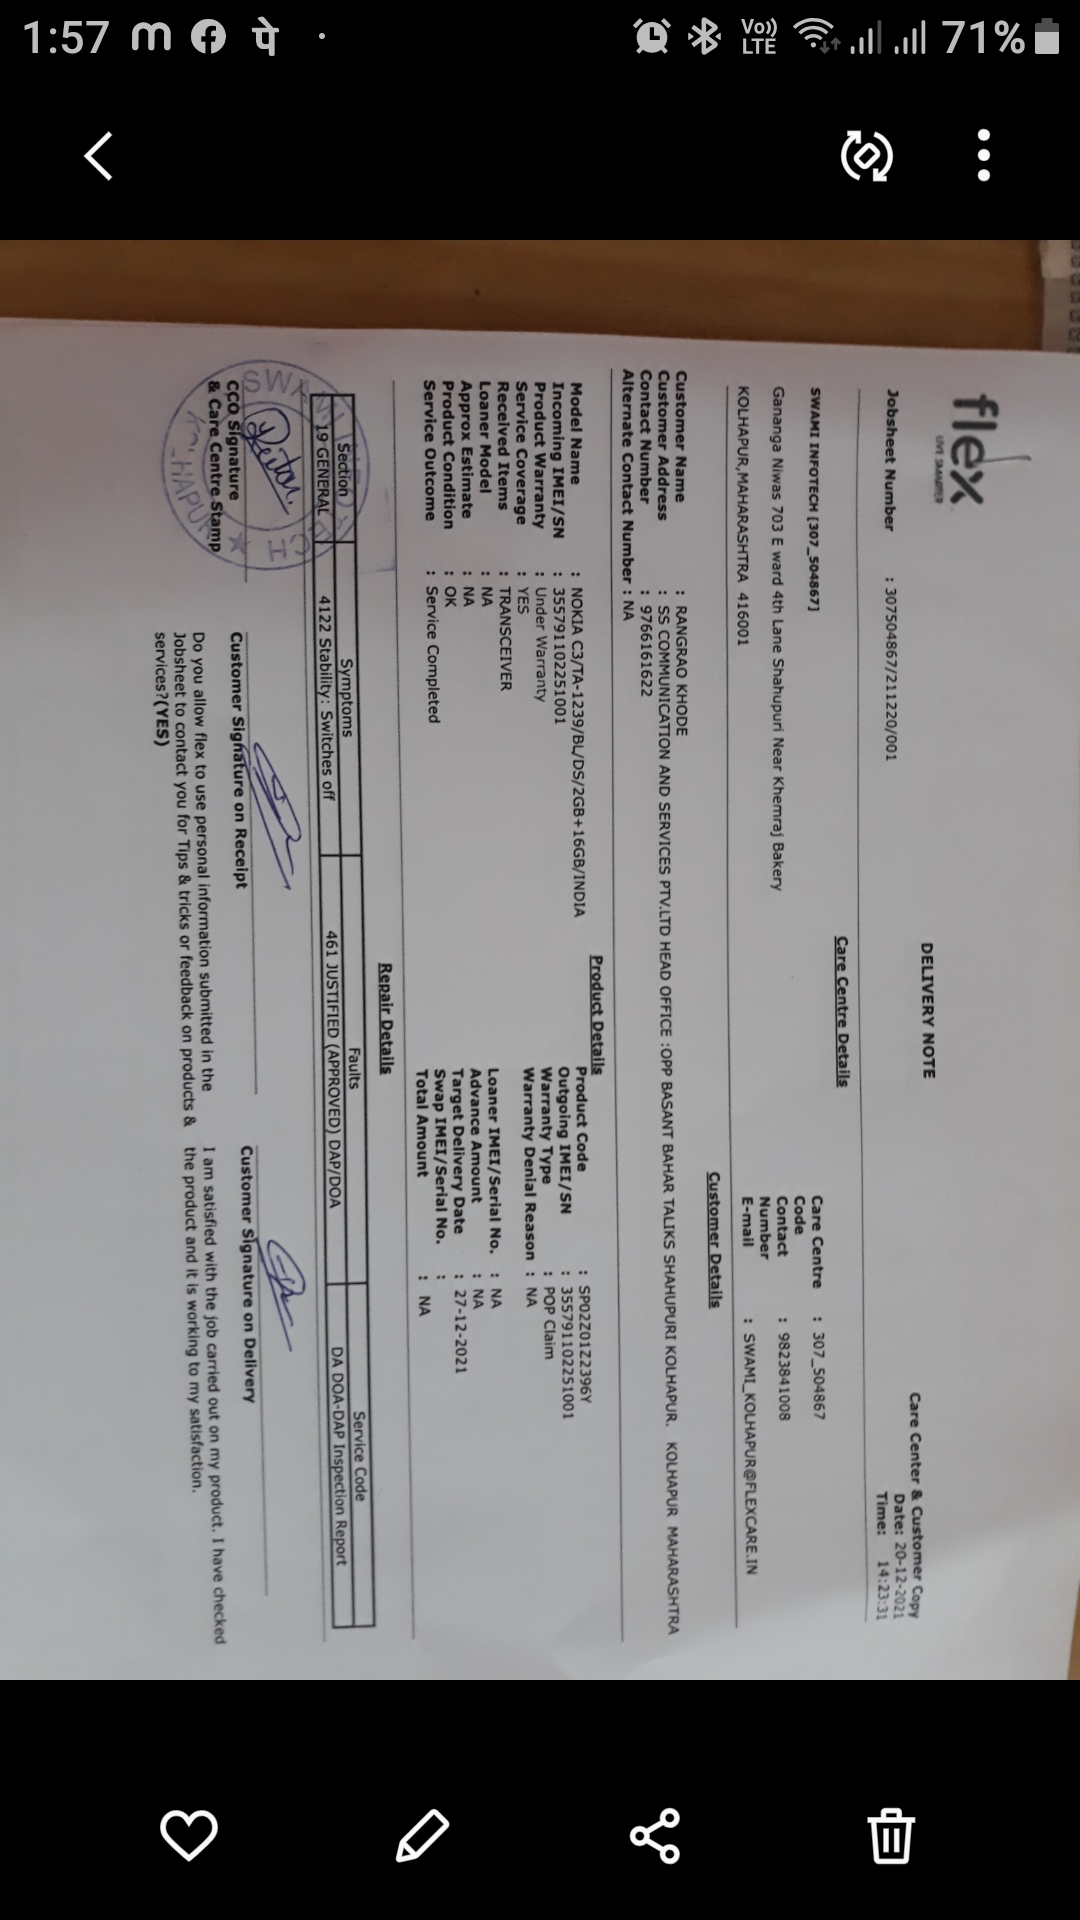 1:57
पे
Vo))
LTE
71%
flex
Jobsheet Number : 307504867/211220/001
DELIVERY NOTE
Care Center & Customer Copy
Date: 20-12-2021
Time: 14:23:31
Care Centre Details
SWAMI INFOTECH [307_504867]
Gananga Niwas 703 E ward 4th Lane Shahupuri Near Khemraj Bakery
KOLHAPUR,MAHARASHTRA 416001
Care Centre Code : 307_504867
Contact Number : 9823841008
E-mail : SWAMI_KOLHAPUR@FLEXCARE.IN
Customer Details
Customer Name : RANGRAO KHODE
Customer Address : SS COMMUNICATION AND SERVICES PTV.LTD HEAD OFFICE :OPP BASANT BAHAR TALIKS SHAHUPURI KOLHAPUR. KOLHAPUR MAHARASHTRA
Contact Number : 9766161622
Alternate Contact Number : NA
Product Details
Model Name : NOKIA C3/TA-1239/BL/DS/2GB+16GB/INDIA
Incoming IMEI/SN : 355791102251001
Product Warranty : Under Warranty
Service Coverage : YES
Received Items : TRANSCEIVER
Loaner Model : NA
Approx Estimate : NA
Product Condition : OK
Service Outcome : Service Completed
Product Code : SP02Z01Z2396Y
Outgoing IMEI/SN : 355791102251001
Warranty Type : POP Claim
Warranty Denial Reason : NA
Loaner IMEI/Serial No. : NA
Advance Amount : NA
Target Delivery Date : 27-12-2021
Swap IMEI/Serial No. :
Total Amount : NA
Repair Details
Section Symptoms Faults Service Code
19 GENERAL 4122 Stability: Switches off 461 JUSTIFIED (APPROVED) DAP/DOA DA DOA-DAP Inspection Report
CCO Signature
& Care Centre Stamp
Customer Signature on Receipt
Do you allow flex to use personal information submitted in the
Jobsheet to contact you for Tips & tricks or feedback on products &
services?(YES)
Customer Signature on Delivery
I am satisfied with the job carried out on my product. I have checked
the product and it is working to my satisfaction.